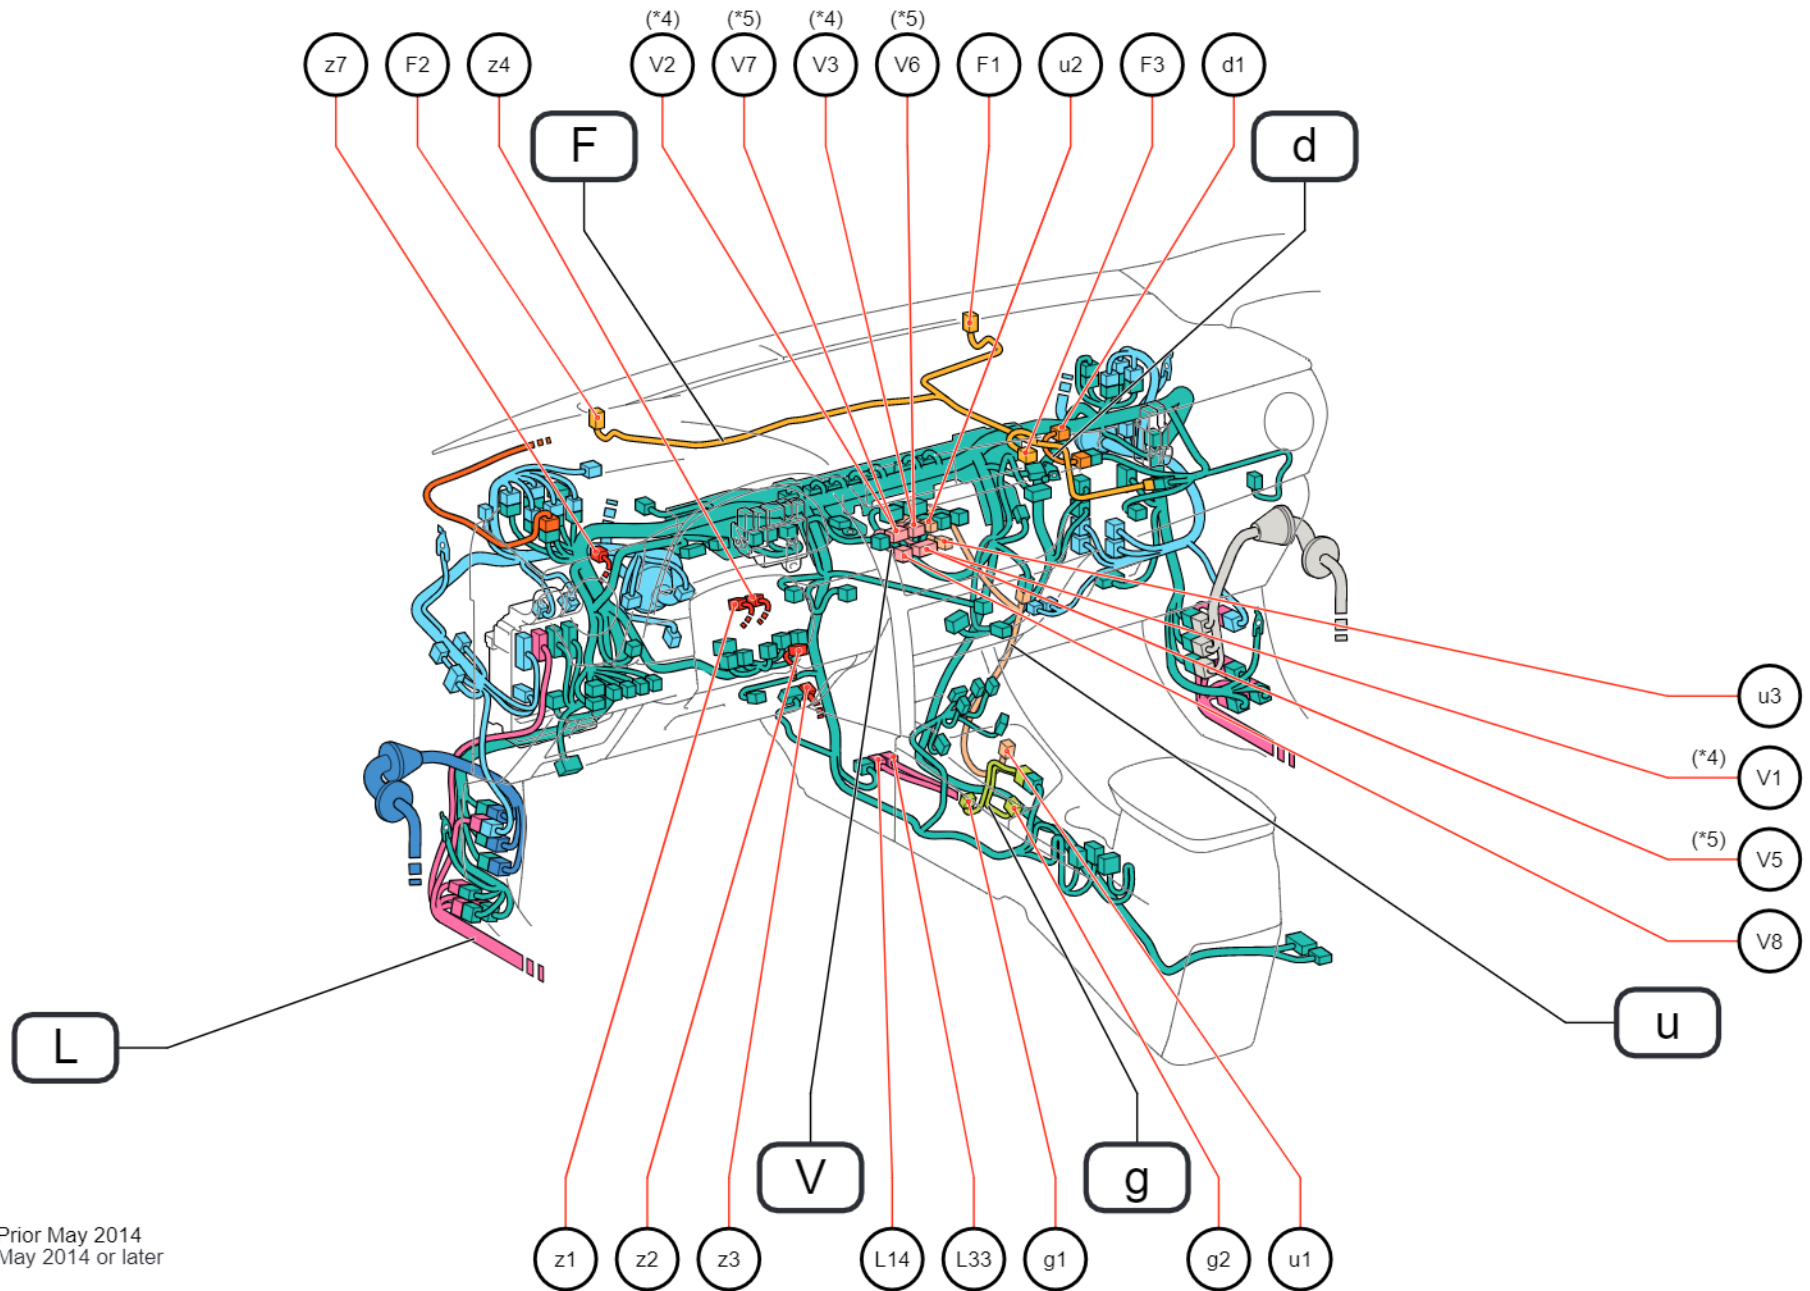 (*4) (*5) (*4) (*5)
z7 F2 z4 V2 V7 V3 V6 F1 u2 F3 d1
F d
u3
(*4)
V1
(*5)
V5
V8
u
L
V g
Prior May 2014
May 2014 or later
z1 z2 z3 L14 L33 g1 g2 u1